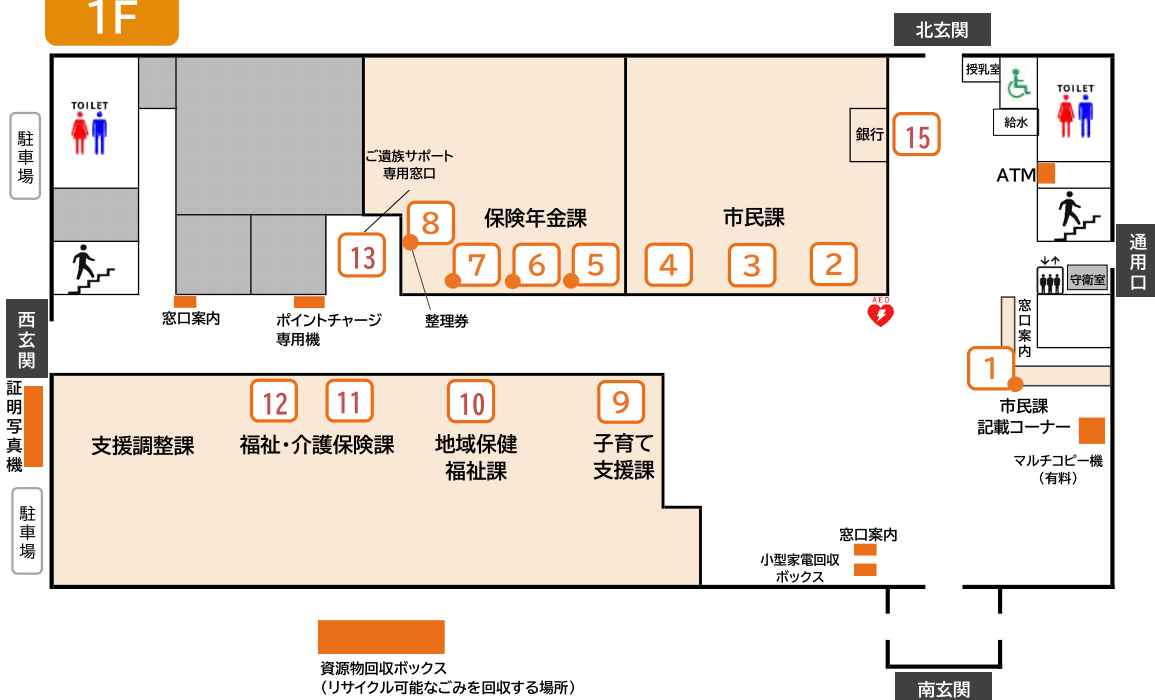 1F
北玄関
授乳室
TOILET
TOILET
駐車場
銀行
15
給水
ご遺族サポート
専用窓口
ATM
8
保険年金課
市民課
13
7
6
5
4
3
2
通用口
守衛室
AED
窓口案内
ポイントチャージ
専用機
整理券
西玄関
窓口案内
1
証明写真機
12
11
10
9
市民課
記載コーナー
支援調整課
福祉・介護保険課
地域保健
福祉課
子育て
支援課
マルチコピー機
（有料）
駐車場
窓口案内
小型家電回収
ボックス
資源物回収ボックス
（リサイクル可能なごみを回収する場所）
南玄関